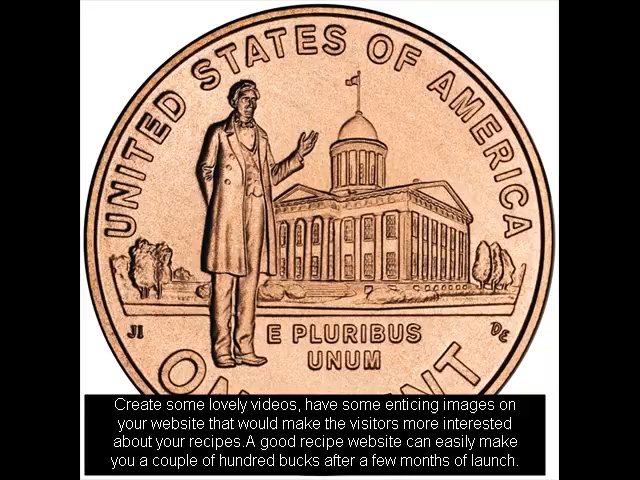 UNITED STATES OF AMERICA
JI
E PLURIBUS
UNUM
DE
Create some lovely videos, have some enticing images on
your website that would make the visitors more interested
about your recipes.A good recipe website can easily make
you a couple of hundred bucks after a few months of launch.